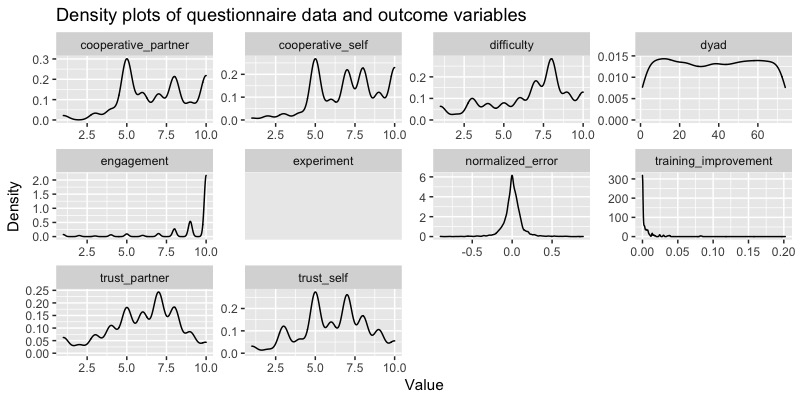 Density plots of questionnaire data and outcome variables
cooperative_partner cooperative_self difficulty dyad
0.3 0.2 0.1 0.0
0.2 0.1 0.0
0.2 0.1 0.0
0.015 0.010 0.005 0.000
2.5 5.0 7.5 10.0 2.5 5.0 7.5 10.0 2.5 5.0 7.5 10.0 0 20 40 60
engagement experiment normalized_error training_improvement
2.0 1.5 1.0 0.5 0.0
6 4 2 0
300 200 100 0
2.5 5.0 7.5 10.0 -0.5 0.0 0.5 0.00 0.05 0.10 0.15 0.20
trust_partner trust_self
0.25 0.20 0.15 0.10 0.05 0.00
0.2 0.1 0.0
2.5 5.0 7.5 10.0 2.5 5.0 7.5 10.0
Density
Value